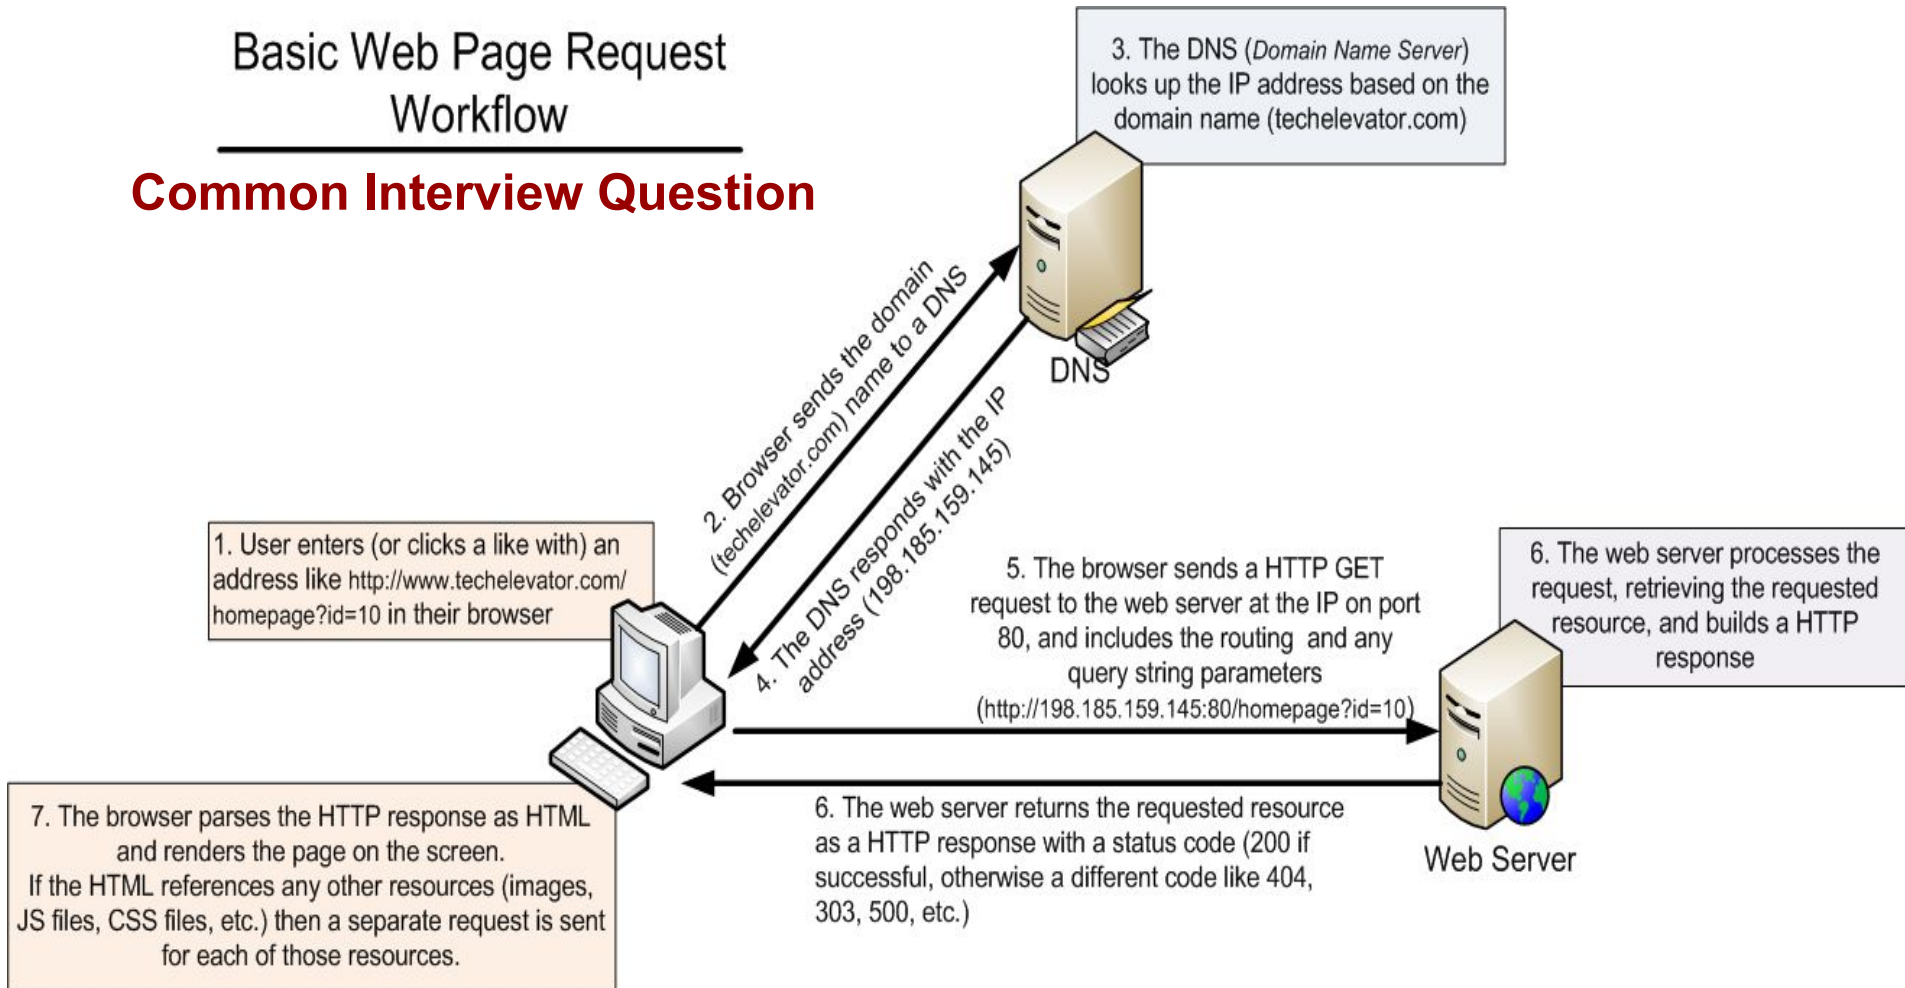 Basic Web Page Request
Workflow
Common Interview Question
3. The DNS (Domain Name Server)
looks up the IP address based on the
domain name (techelevator.com)
DNS
2. Browser sends the domain
(techelevator.com) name to a DNS
4. The DNS responds with the IP
address (198.185.159.145)
1. User enters (or clicks a like with) an
address like http://www.techelevator.com/
homepage?id=10 in their browser
5. The browser sends a HTTP GET
request to the web server at the IP on port
80, and includes the routing and any
query string parameters
(http://198.185.159.145:80/homepage?id=10)
6. The web server processes the
request, retrieving the requested
resource, and builds a HTTP
response
Web Server
6. The web server returns the requested resource
as a HTTP response with a status code (200 if
successful, otherwise a different code like 404,
303, 500, etc.)
7. The browser parses the HTTP response as HTML
and renders the page on the screen.
If the HTML references any other resources (images,
JS files, CSS files, etc.) then a separate request is sent
for each of those resources.